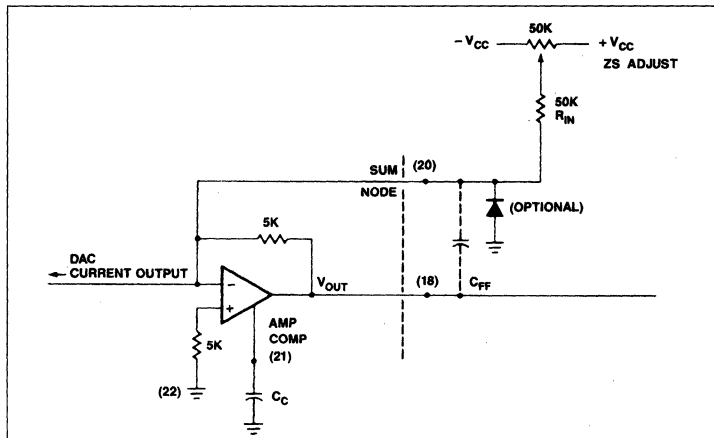 50K
– VCC
+ VCC
ZS ADJUST
50K
RIN
SUM
(20)
NODE
(OPTIONAL)
5K
DAC
CURRENT OUTPUT
VOUT
(18)
CFF
–
+
AMP
COMP
(21)
5K
(22)
CC